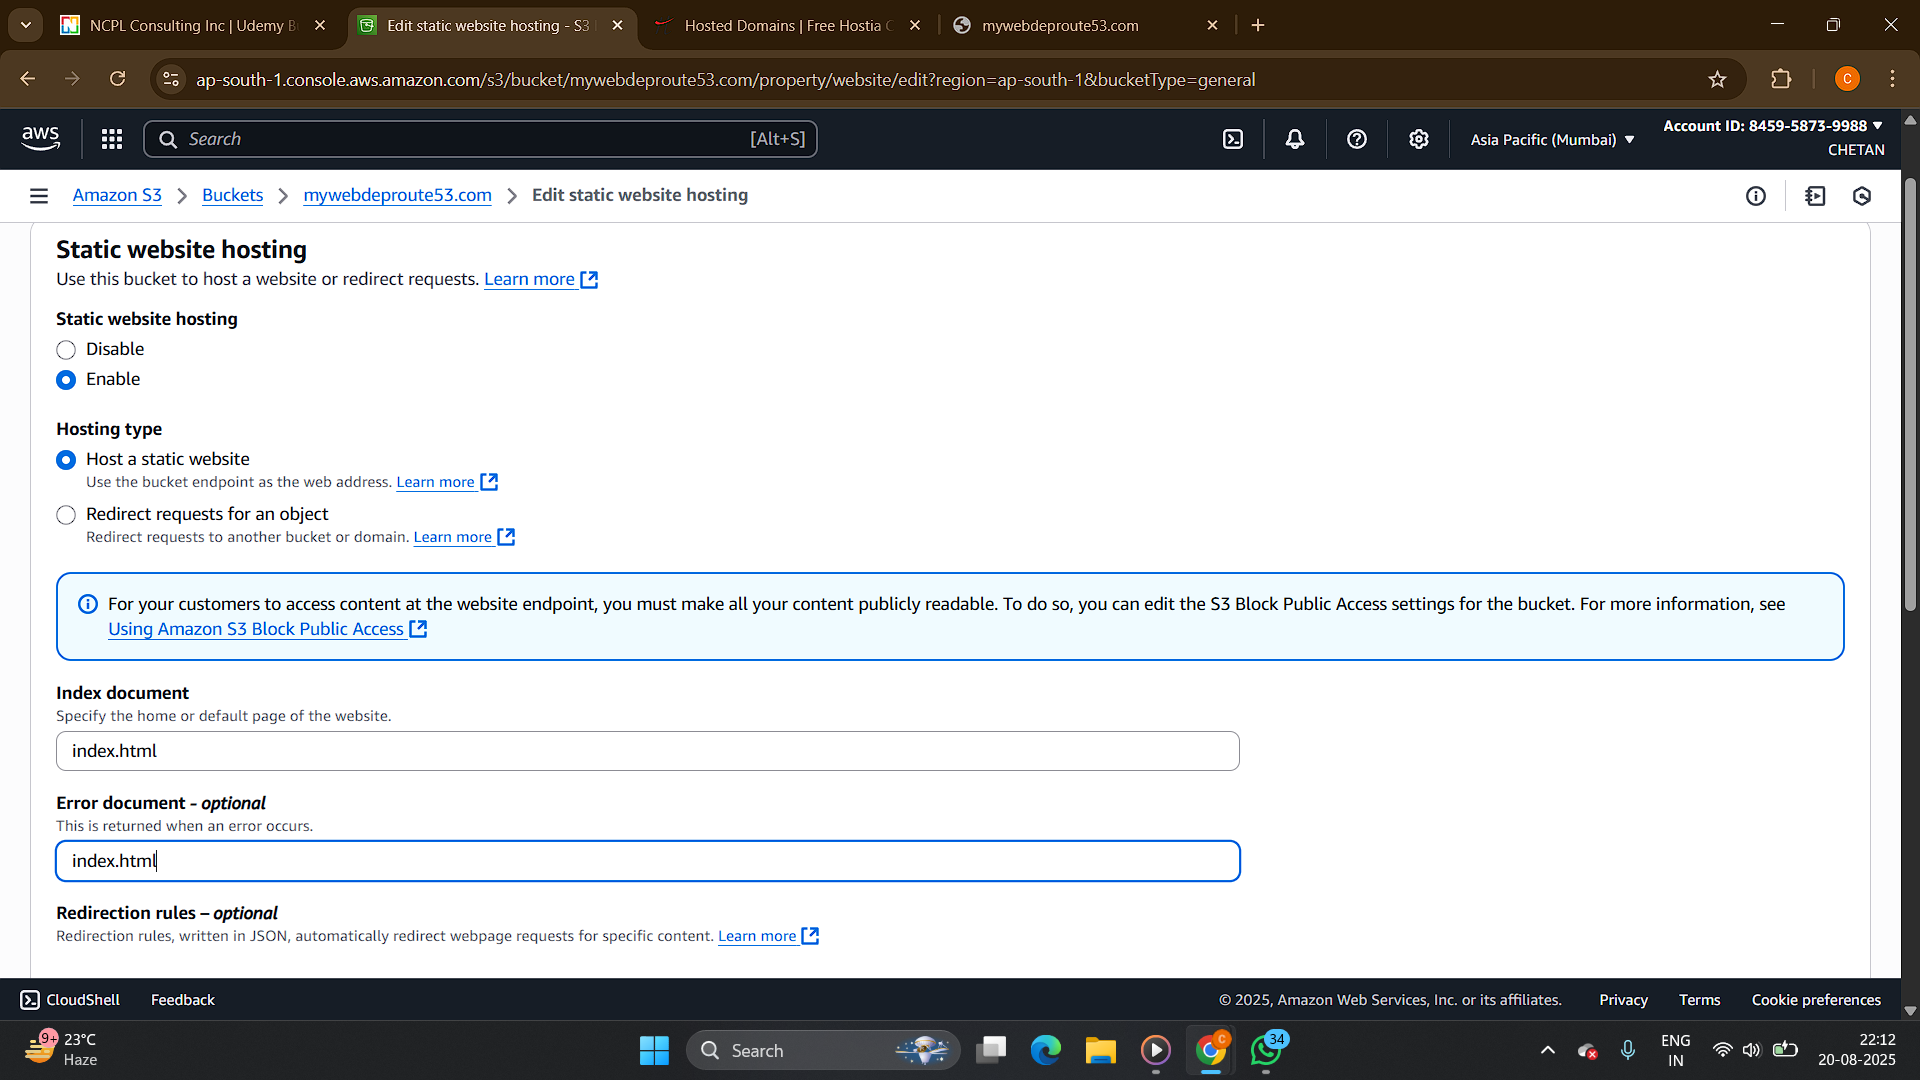 NCPL Consulting Inc | Udemy B
Edit static website hosting - S3
Hosted Domains | Free Hostia C
mywebdeproute53.com
ap-south-1.console.aws.amazon.com/s3/bucket/mywebdeproute53.com/property/website/edit?region=ap-south-1&bucketType=general
C
aws
Search
[Alt+S]
Asia Pacific (Mumbai)
Account ID: 8459-5873-9988
CHETAN
Amazon S3
Buckets
mywebdeproute53.com
Edit static website hosting
Static website hosting
Use this bucket to host a website or redirect requests. Learn more
Static website hosting
Disable
Enable
Hosting type
Host a static website
Use the bucket endpoint as the web address. Learn more
Redirect requests for an object
Redirect requests to another bucket or domain. Learn more
For your customers to access content at the website endpoint, you must make all your content publicly readable. To do so, you can edit the S3 Block Public Access settings for the bucket. For more information, see
Using Amazon S3 Block Public Access
Index document
Specify the home or default page of the website.
index.html
Error document - optional
This is returned when an error occurs.
index.html
Redirection rules – optional
Redirection rules, written in JSON, automatically redirect webpage requests for specific content. Learn more
CloudShell
Feedback
© 2025, Amazon Web Services, Inc. or its affiliates.
Privacy
Terms
Cookie preferences
9+
23°C
Haze
Search
C
34
ENG
IN
22:12
20-08-2025